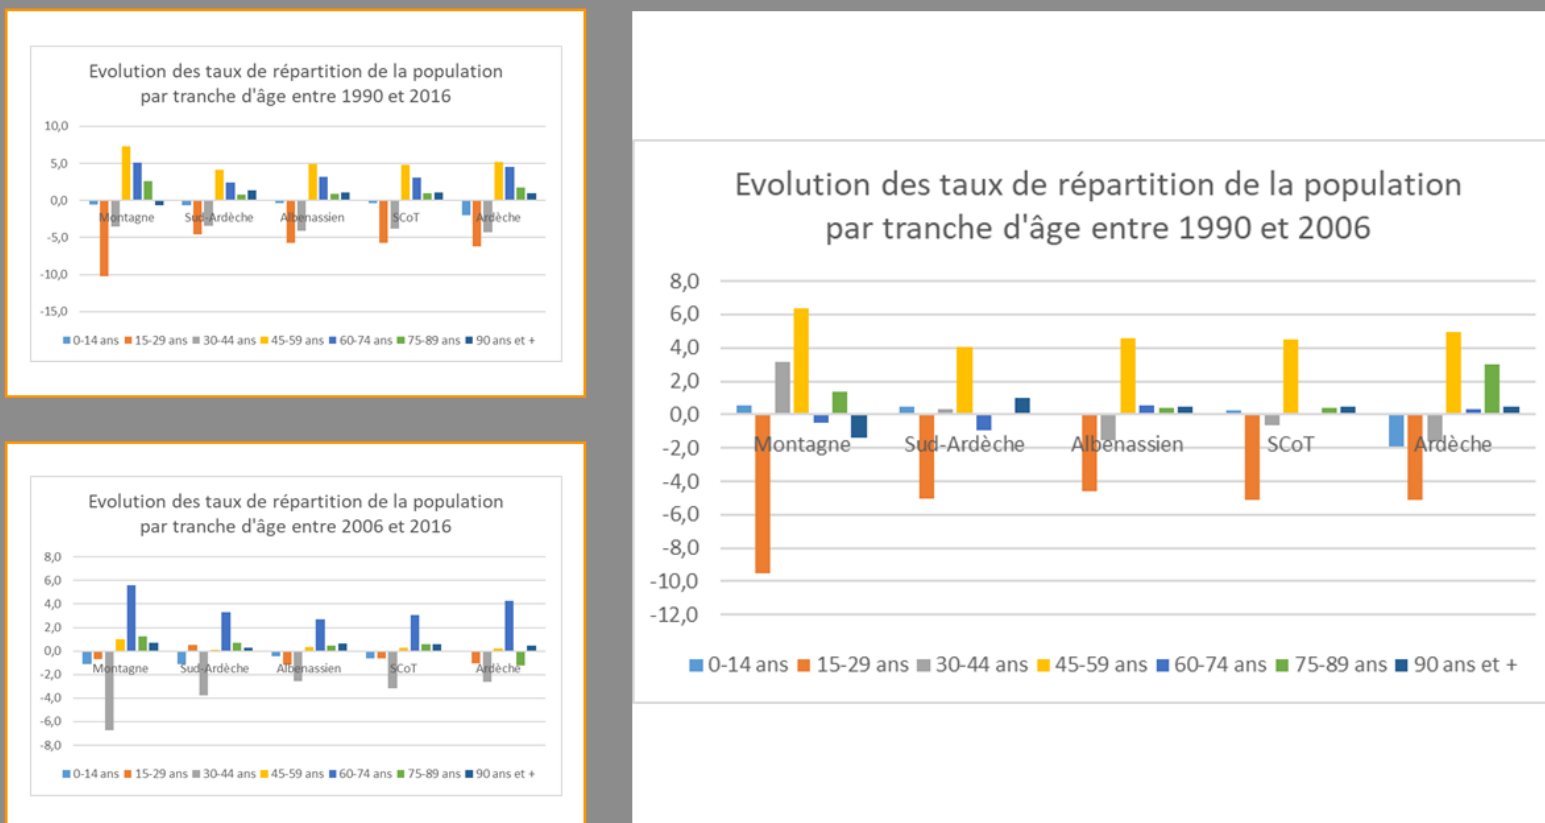 Evolution des taux de répartition de la population
par tranche d'âge entre 1990 et 2016
10,0
5,0
0,0
-5,0
-10,0
-15,0
Montagne Sud-Ardèche Albenassien SCoT Ardèche
0-14 ans 15-29 ans 30-44 ans 45-59 ans 60-74 ans 75-89 ans 90 ans et +
Evolution des taux de répartition de la population
par tranche d'âge entre 2006 et 2016
8,0
6,0
4,0
2,0
0,0
-2,0
-4,0
-6,0
-8,0
Montagne Sud-Ardèche Albenassien SCoT Ardèche
0-14 ans 15-29 ans 30-44 ans 45-59 ans 60-74 ans 75-89 ans 90 ans et +
Evolution des taux de répartition de la population
par tranche d'âge entre 1990 et 2006
8,0
6,0
4,0
2,0
0,0
-2,0
-4,0
-6,0
-8,0
-10,0
-12,0
Montagne Sud-Ardèche Albenassien SCoT Ardèche
0-14 ans 15-29 ans 30-44 ans 45-59 ans 60-74 ans 75-89 ans 90 ans et +